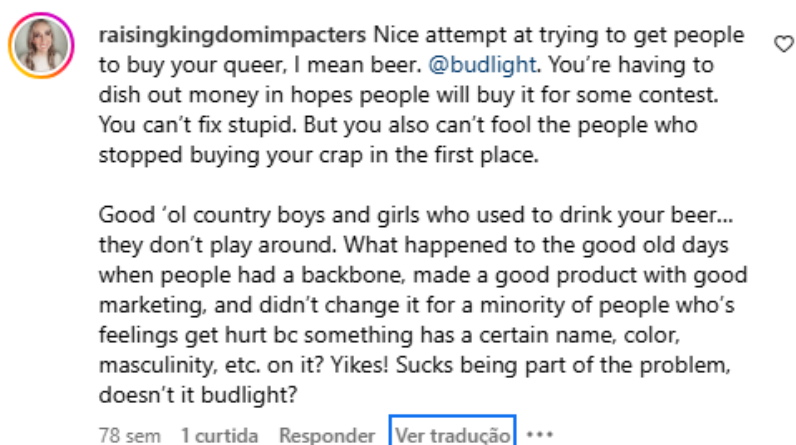 raisingkingdomimpacters Nice attempt at trying to get people
to buy your queer, I mean beer. @budlight. You’re having to
dish out money in hopes people will buy it for some contest.
You can’t fix stupid. But you also can’t fool the people who
stopped buying your crap in the first place.
Good ‘ol country boys and girls who used to drink your beer...
they don’t play around. What happened to the good old days
when people had a backbone, made a good product with good
marketing, and didn’t change it for a minority of people who’s
feelings get hurt bc something has a certain name, color,
masculinity, etc. on it? Yikes! Sucks being part of the problem,
doesn’t it budlight?
78 sem 1 curtida Responder Ver tradução •••